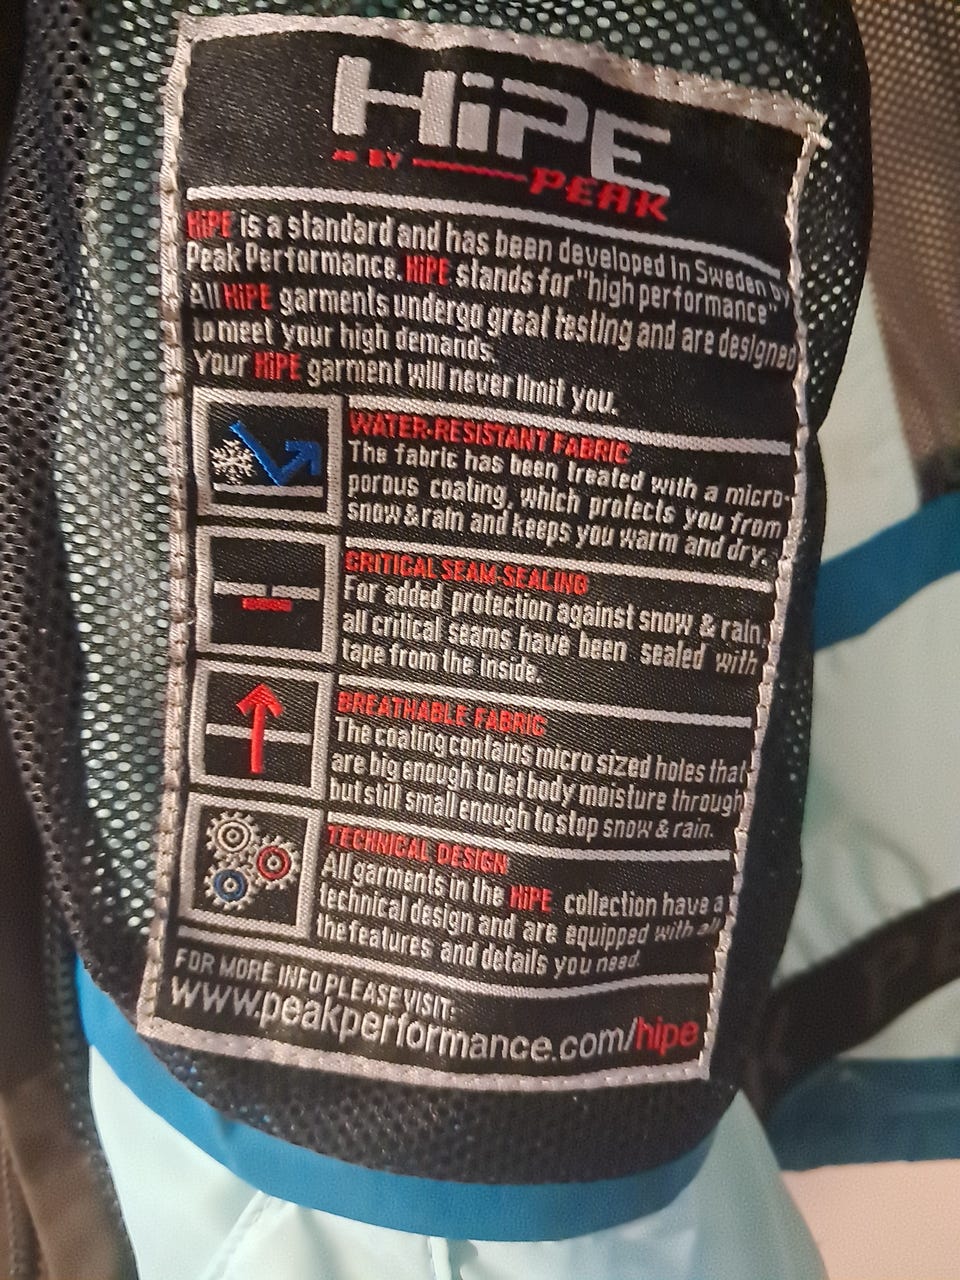 HiPE
BY PEAK
HiPE is a standard and has been developed in Sweden by
Peak Performance. HiPE stands for "high performance"
All HiPE garments undergo great testing and are designed
to meet your high demands.
Your HiPE garment will never limit you.
WATER-RESISTANT FABRIC
The fabric has been treated with a micro-
porous coating, which protects you from
snow & rain and keeps you warm and dry.
CRITICAL SEAM-SEALING
For added protection against snow & rain,
all critical seams have been sealed with
tape from the inside.
BREATHABLE FABRIC
The coating contains micro sized holes that
are big enough to let body moisture through
but still small enough to stop snow & rain.
TECHNICAL DESIGN
All garments in the HiPE collection have a
technical design and are equipped with all
the features and details you need.
FOR MORE INFO PLEASE VISIT:
www.peakperformance.com/hipe